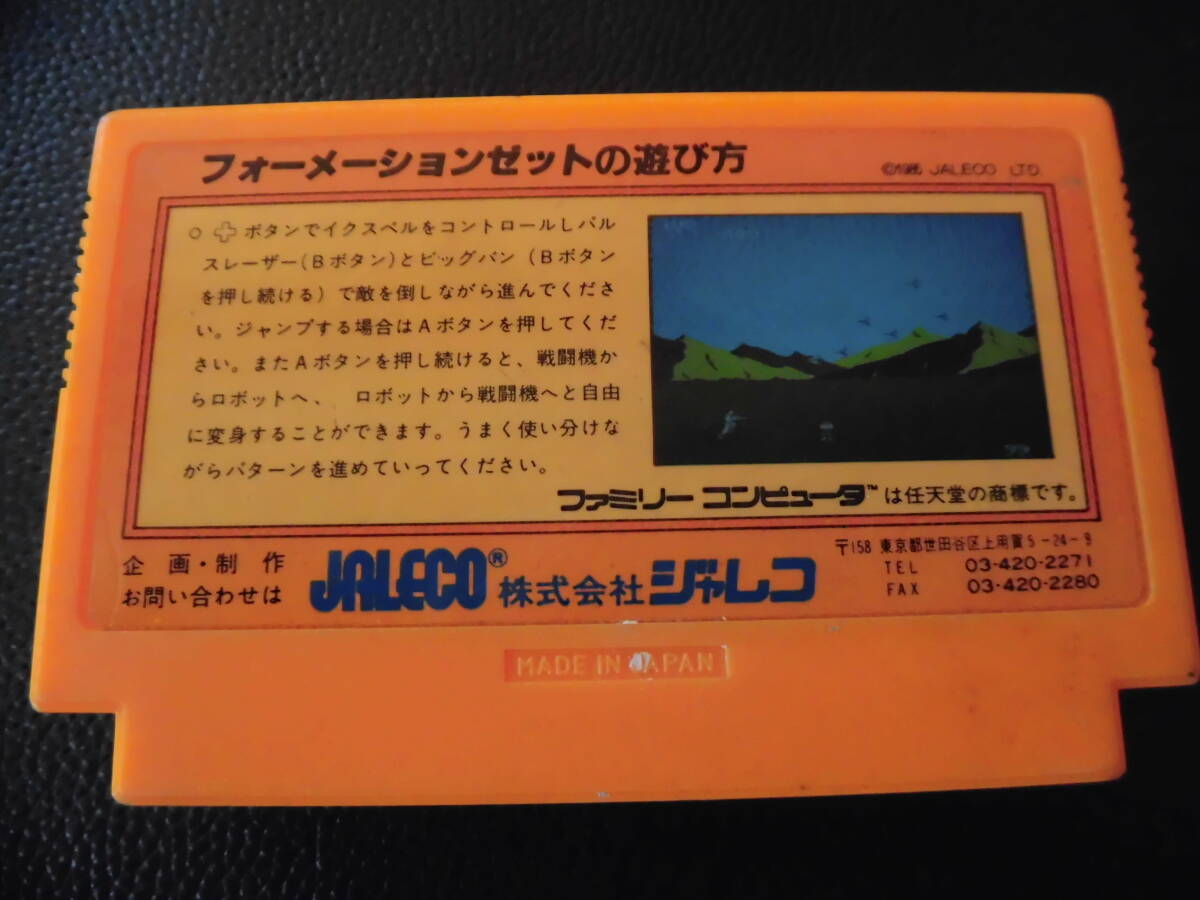 フォーメーションゼットの遊び方
©1985 JALECO LTD.
○ ボタンでイクスペルをコントロールしパル
スレーザー(Bボタン)とビッグバン(Bボタン
を押し続ける)で敵を倒しながら進んでくださ
い。ジャンプする場合はAボタンを押してくだ
さい。またAボタンを押し続けると、戦闘機か
らロボットへ、 ロボットから戦闘機へと自由
に変身することができます。うまく使い分けな
がらパターンを進めていってください。
ファミリー コンピュータ™は任天堂の商標です。
企 画・制 作
お問い合わせは
JALECO® 株式会社ジャレコ
〒158 東京都世田谷区上用賀5-24-9
TEL 03-420-2271
FAX 03-420-2280
MADE IN JAPAN